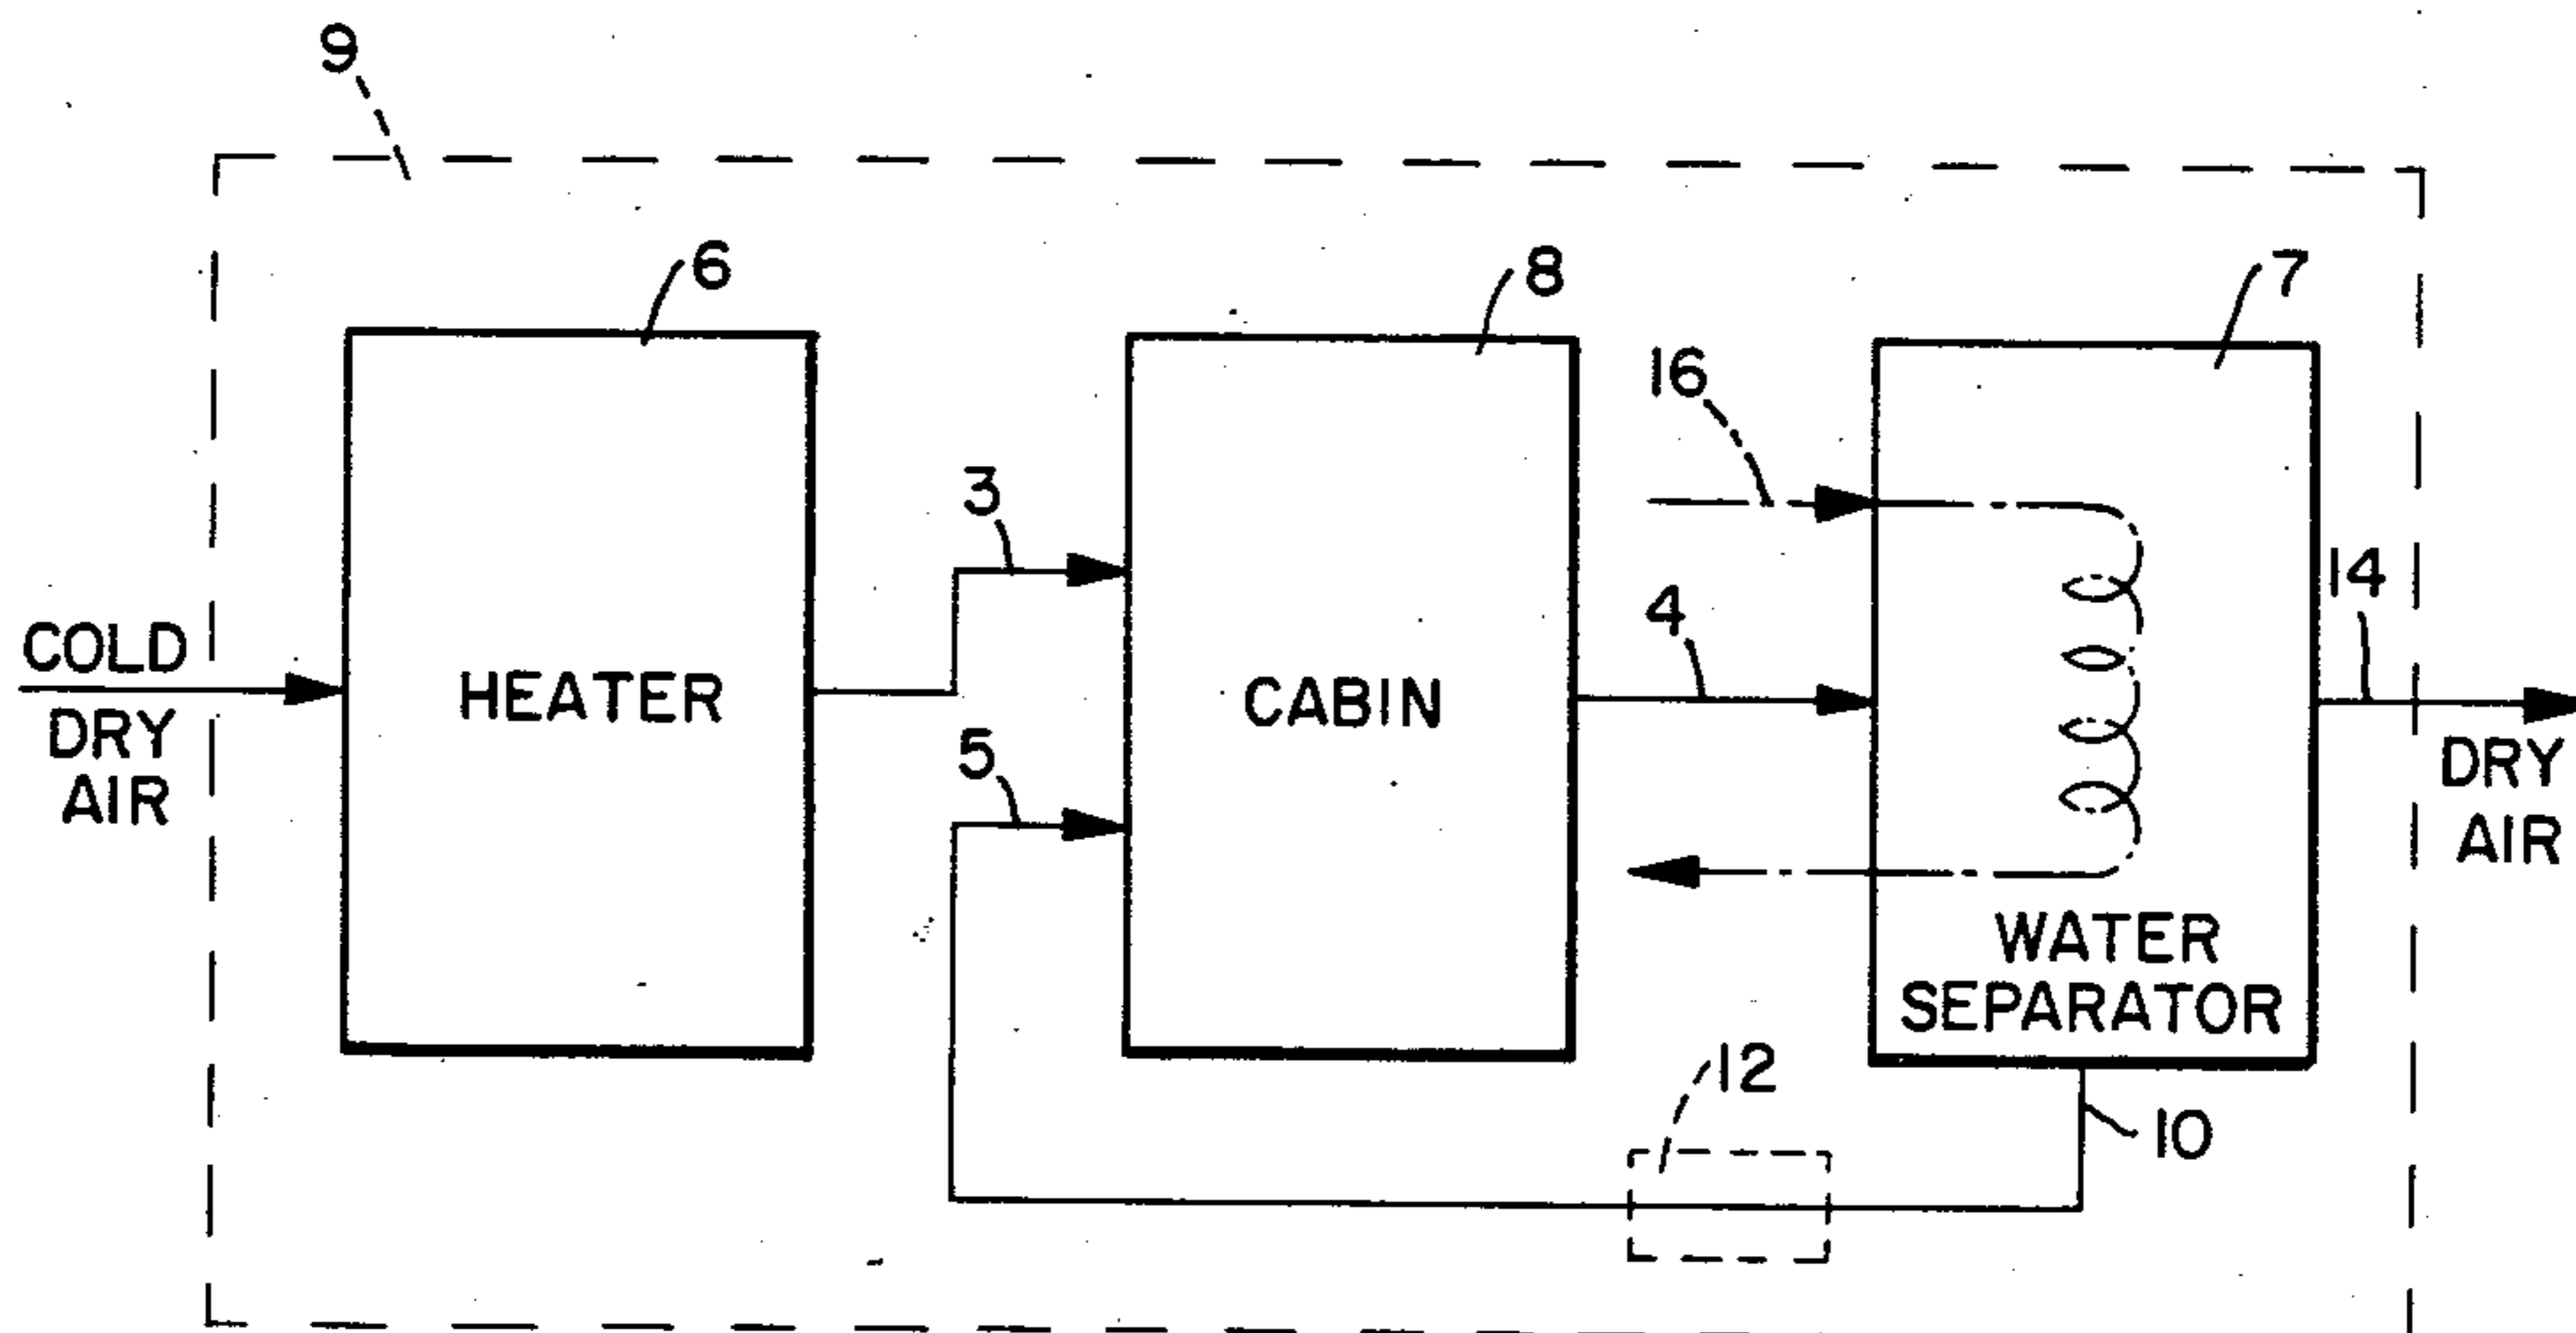 9
6
8
7
16
3
14
COLD
DRY
AIR
HEATER
4
CABIN
5
DRY
AIR
WATER
SEPARATOR
12
10